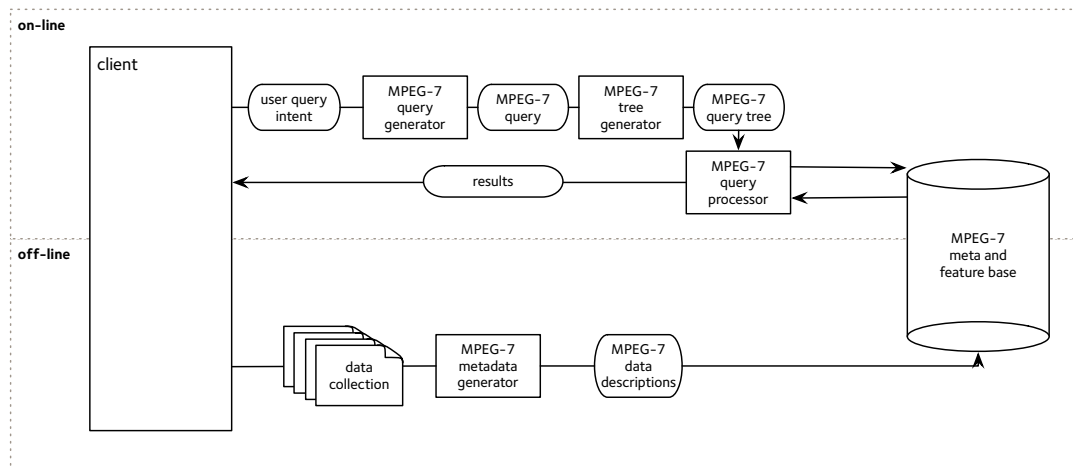 on-line
client
user query
intent
MPEG-7
query
generator
MPEG-7
query
MPEG-7
tree
generator
MPEG-7
query tree
results
MPEG-7
query
processor
MPEG-7
meta and
feature base
off-line
data
collection
MPEG-7
metadata
generator
MPEG-7
data
descriptions